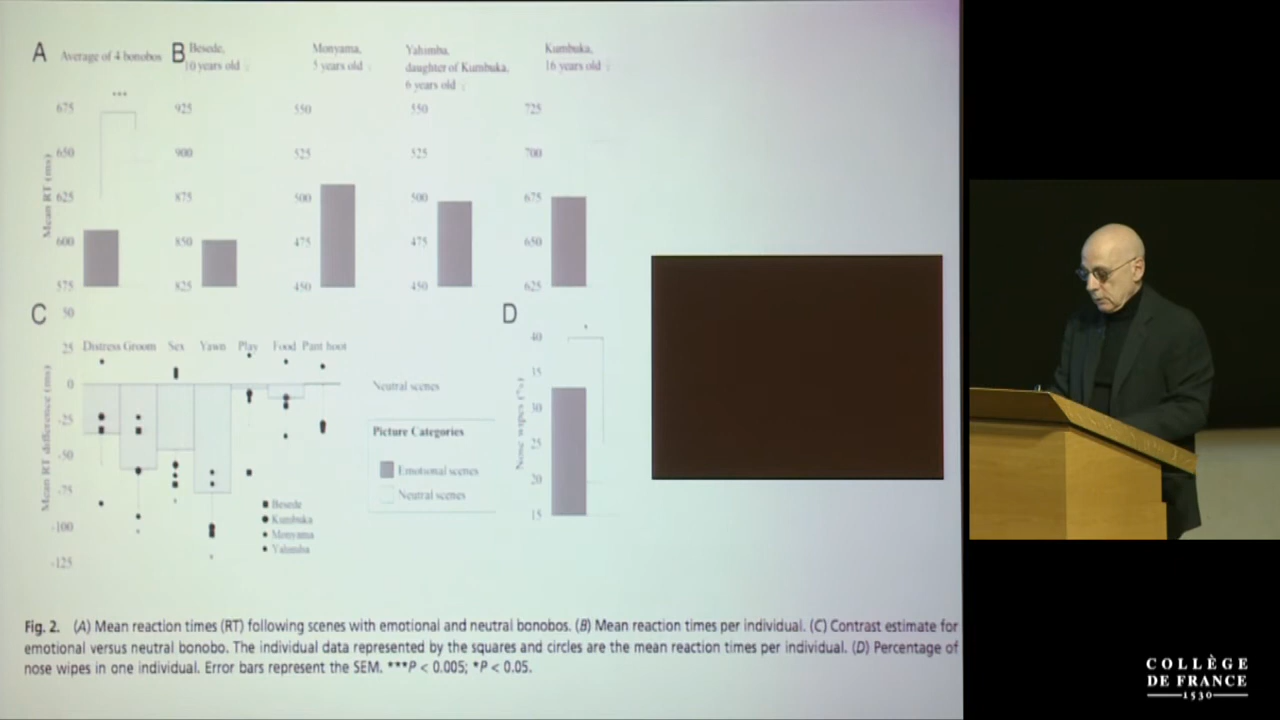 A Average of 4 bonobos
***
Mean RT (ms)
675
650
625
600
575
B Besede,
10 years old
925
900
875
850
825
Monyama,
5 years old
550
525
500
475
450
Yahimba,
daughter of Kumbuka,
6 years old
550
525
500
475
450
Kumbuka,
16 years old
725
700
675
650
625
C
Mean RT difference (ms)
50
25
0
-25
-50
-75
-100
-125
Distress Groom Sex Yawn Play Food Pant hoot
Besede
Kumbuka
Monyama
Yahimba
Neutral scenes
Picture Categories
Emotional scenes
Neutral scenes
D
Nose wipes (%)
40
35
30
25
20
15
Fig. 2. (A) Mean reaction times (RT) following scenes with emotional and neutral bonobos. (B) Mean reaction times per individual. (C) Contrast estimate for
emotional versus neutral bonobo. The individual data represented by the squares and circles are the mean reaction times per individual. (D) Percentage of
nose wipes in one individual. Error bars represent the SEM. ***P < 0.005; *P < 0.05.
COLLÈGE
DE FRANCE
1530